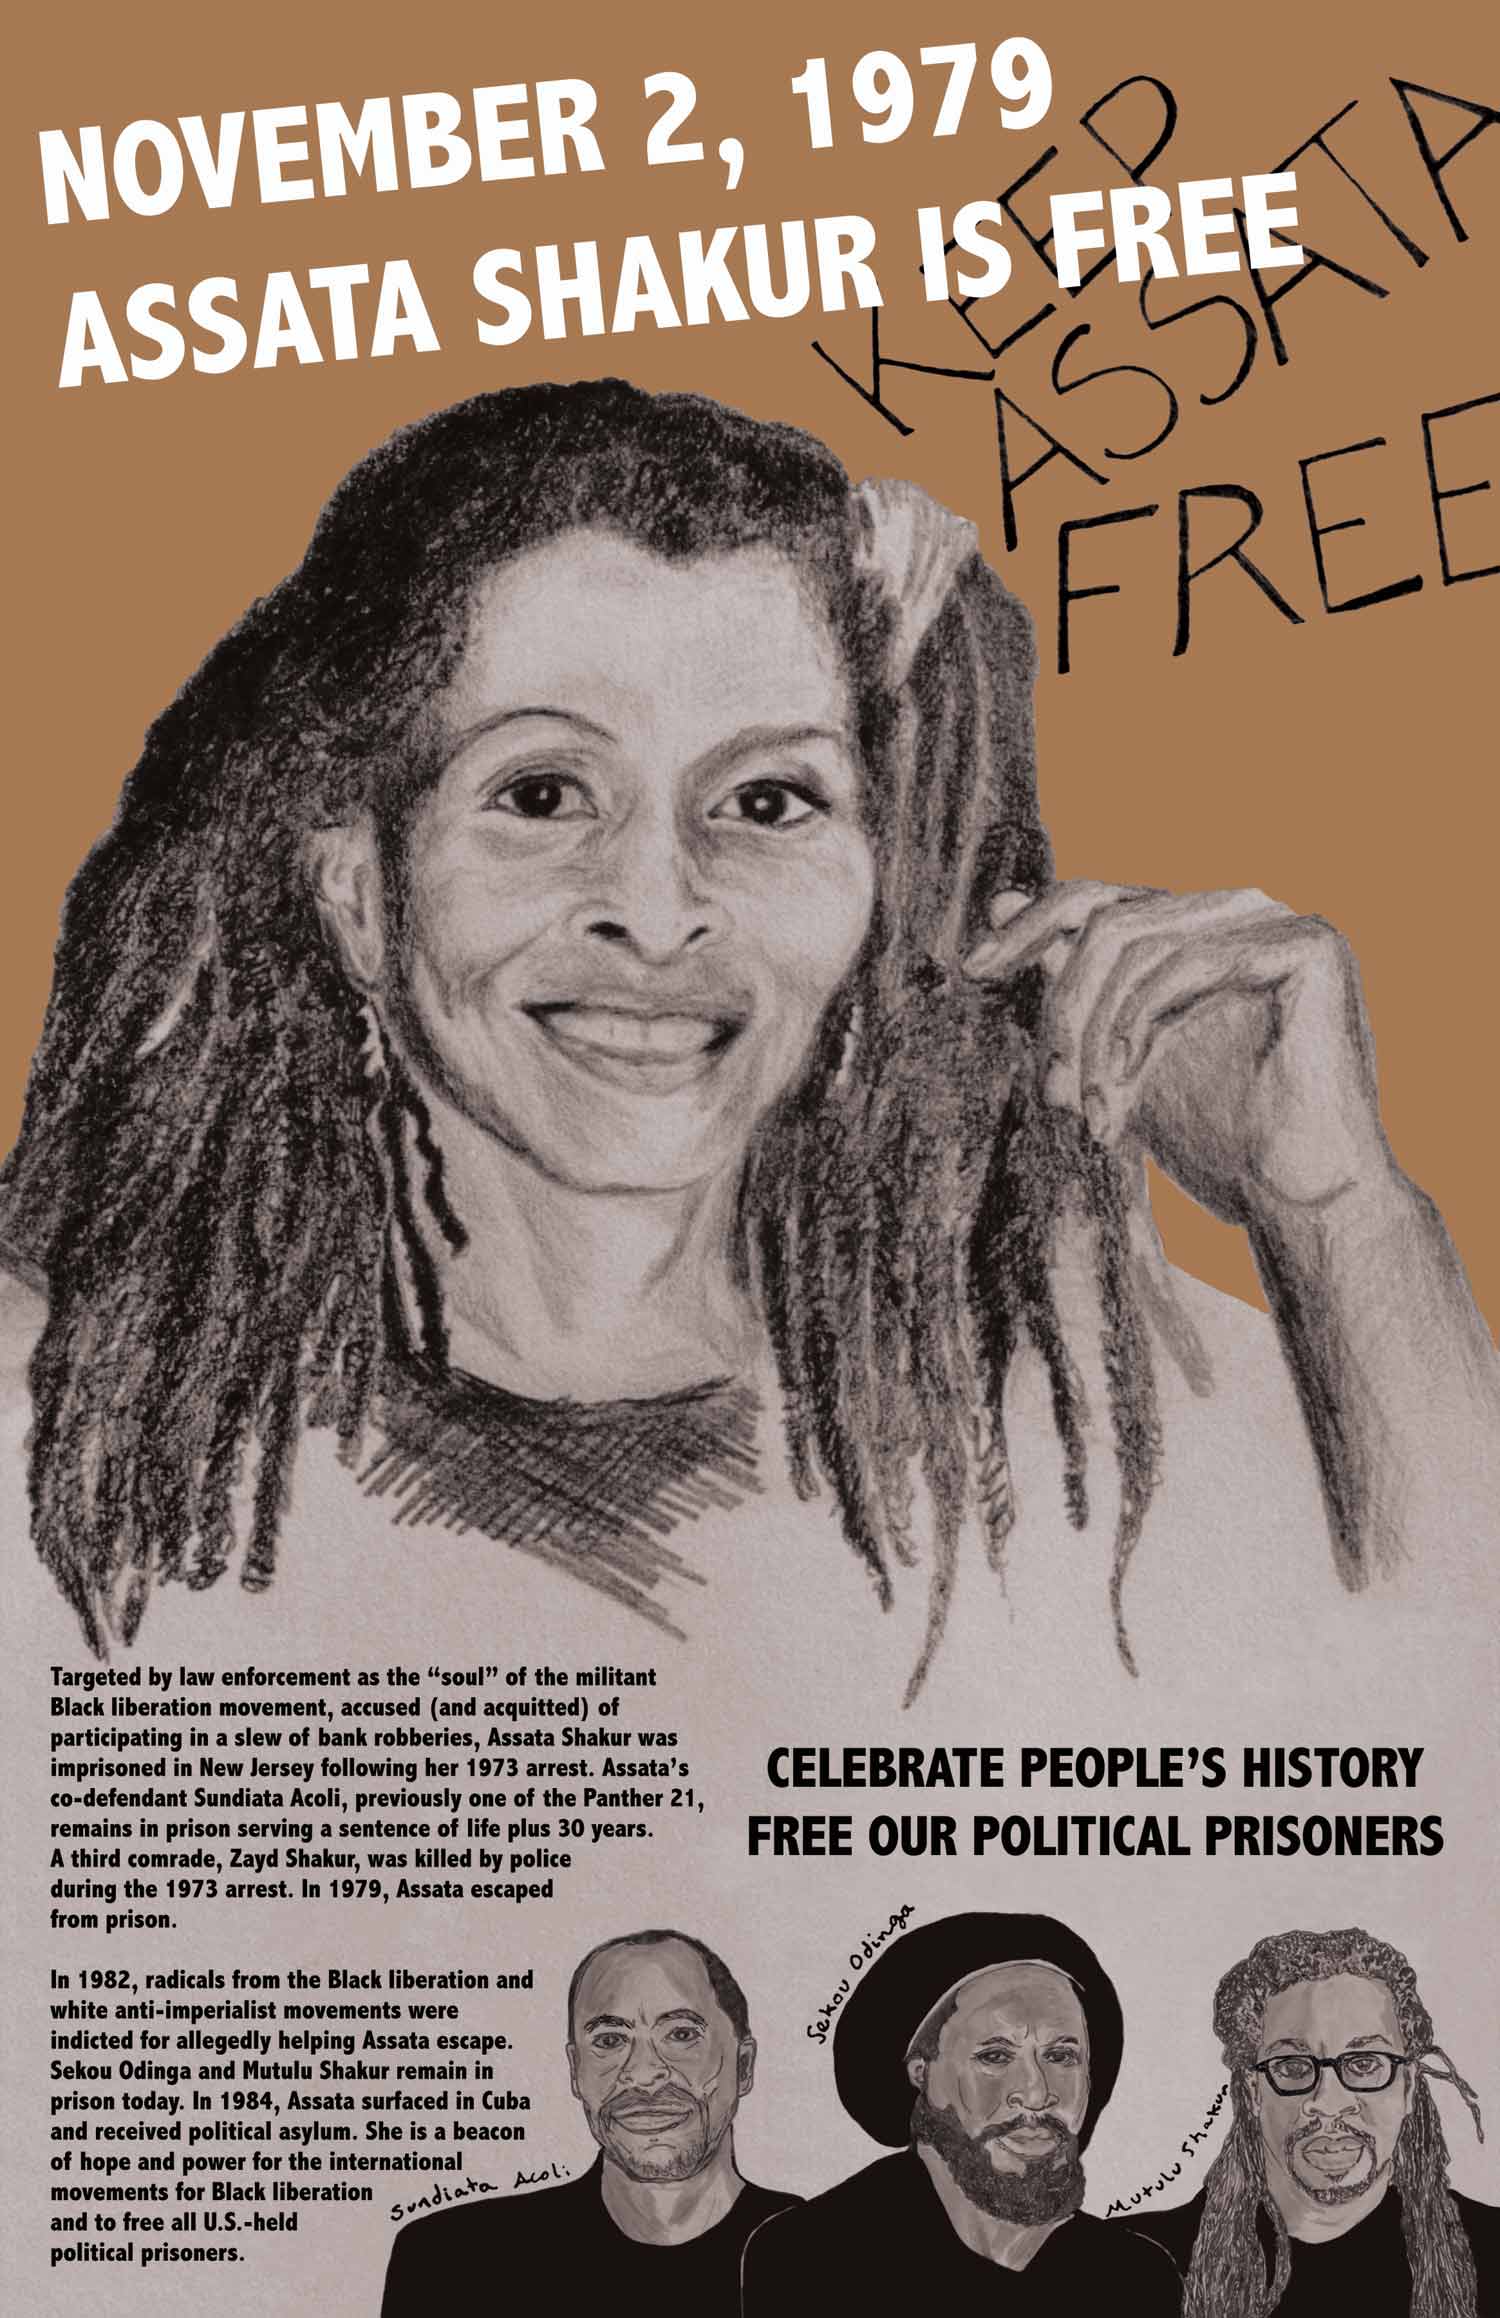 NOVEMBER 2, 1979
ASSATA SHAKUR IS FREE
KEEP
ASSATA
FREE
Targeted by law enforcement as the “soul” of the militant
Black liberation movement, accused (and acquitted) of
participating in a slew of bank robberies, Assata Shakur was
imprisoned in New Jersey following her 1973 arrest. Assata’s
co-defendant Sundiata Acoli, previously one of the Panther 21,
remains in prison serving a sentence of life plus 30 years.
A third comrade, Zayd Shakur, was killed by police
during the 1973 arrest. In 1979, Assata escaped
from prison.
In 1982, radicals from the Black liberation and
white anti-imperialist movements were
indicted for allegedly helping Assata escape.
Sekou Odinga and Mutulu Shakur remain in
prison today. In 1984, Assata surfaced in Cuba
and received political asylum. She is a beacon
of hope and power for the international
movements for Black liberation
and to free all U.S.-held
political prisoners.
CELEBRATE PEOPLE’S HISTORY
FREE OUR POLITICAL PRISONERS
Sundiata Acoli
Sekou Odinga
Mutulu Shakur